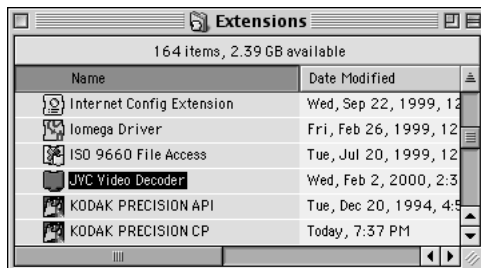 Extensions
164 items, 2.39 GB available
Name Date Modified
Internet Config Extension Wed, Sep 22, 1999, 12
Iomega Driver Fri, Feb 26, 1999, 12
ISO 9660 File Access Tue, Jul 20, 1999, 12
JVC Video Decoder Wed, Feb 2, 2000, 2:3
KODAK PRECISION API Tue, Dec 20, 1994, 4:5
KODAK PRECISION CP Today, 7:37 PM